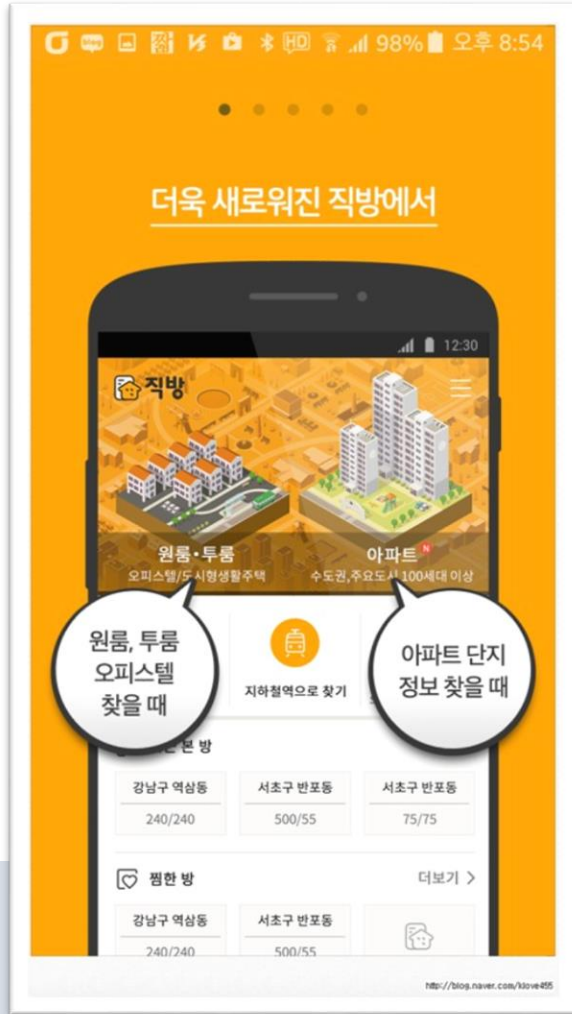 98% 오후 8:54
더욱 새로워진 직방에서
12:30
직방
원룸•투룸
오피스텔/도시형생활주택
아파트 N
수도권,주요도시 100세대 이상
원룸, 투룸
오피스텔
찾을 때
지하철역으로 찾기
아파트 단지
정보 찾을 때
본 방
강남구 역삼동
240/240
서초구 반포동
500/55
서초구 반포동
75/75
찜한 방
더보기 >
강남구 역삼동
240/240
서초구 반포동
500/55
http://blog.naver.com/klove455